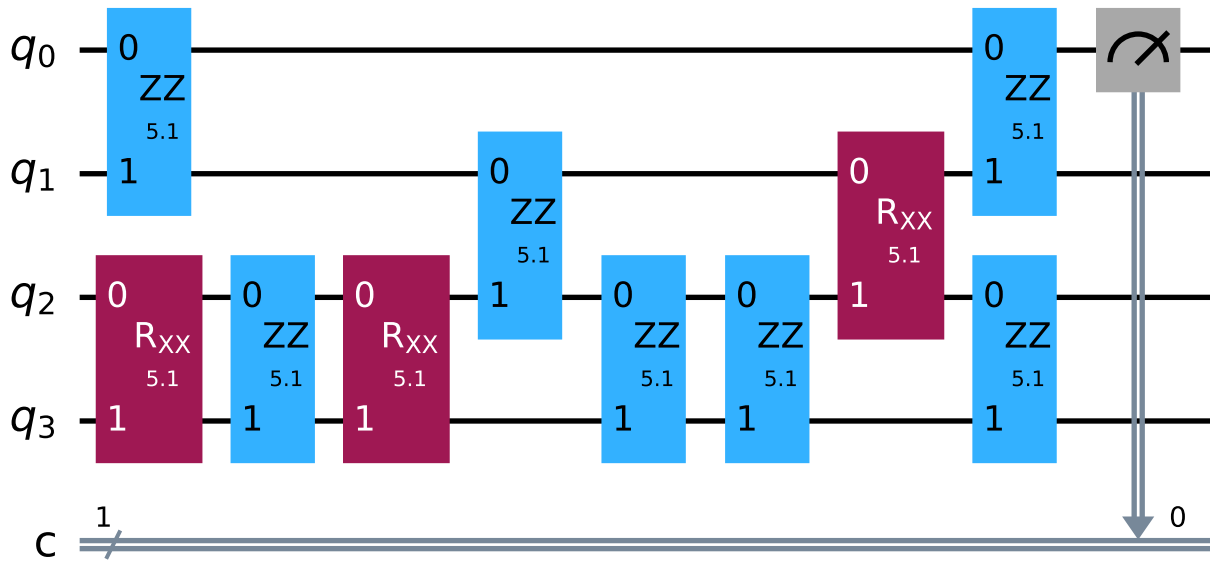 q0 0 0
ZZ ZZ
5.1 5.1
q1 1 0 0 1
ZZ RXX
5.1 5.1
q2 0 0 0 1 0 0 1 0
RXX ZZ RXX ZZ ZZ ZZ
5.1 5.1 5.1 5.1 5.1 5.1
q3 1 1 1 1 1 1
1 0
c